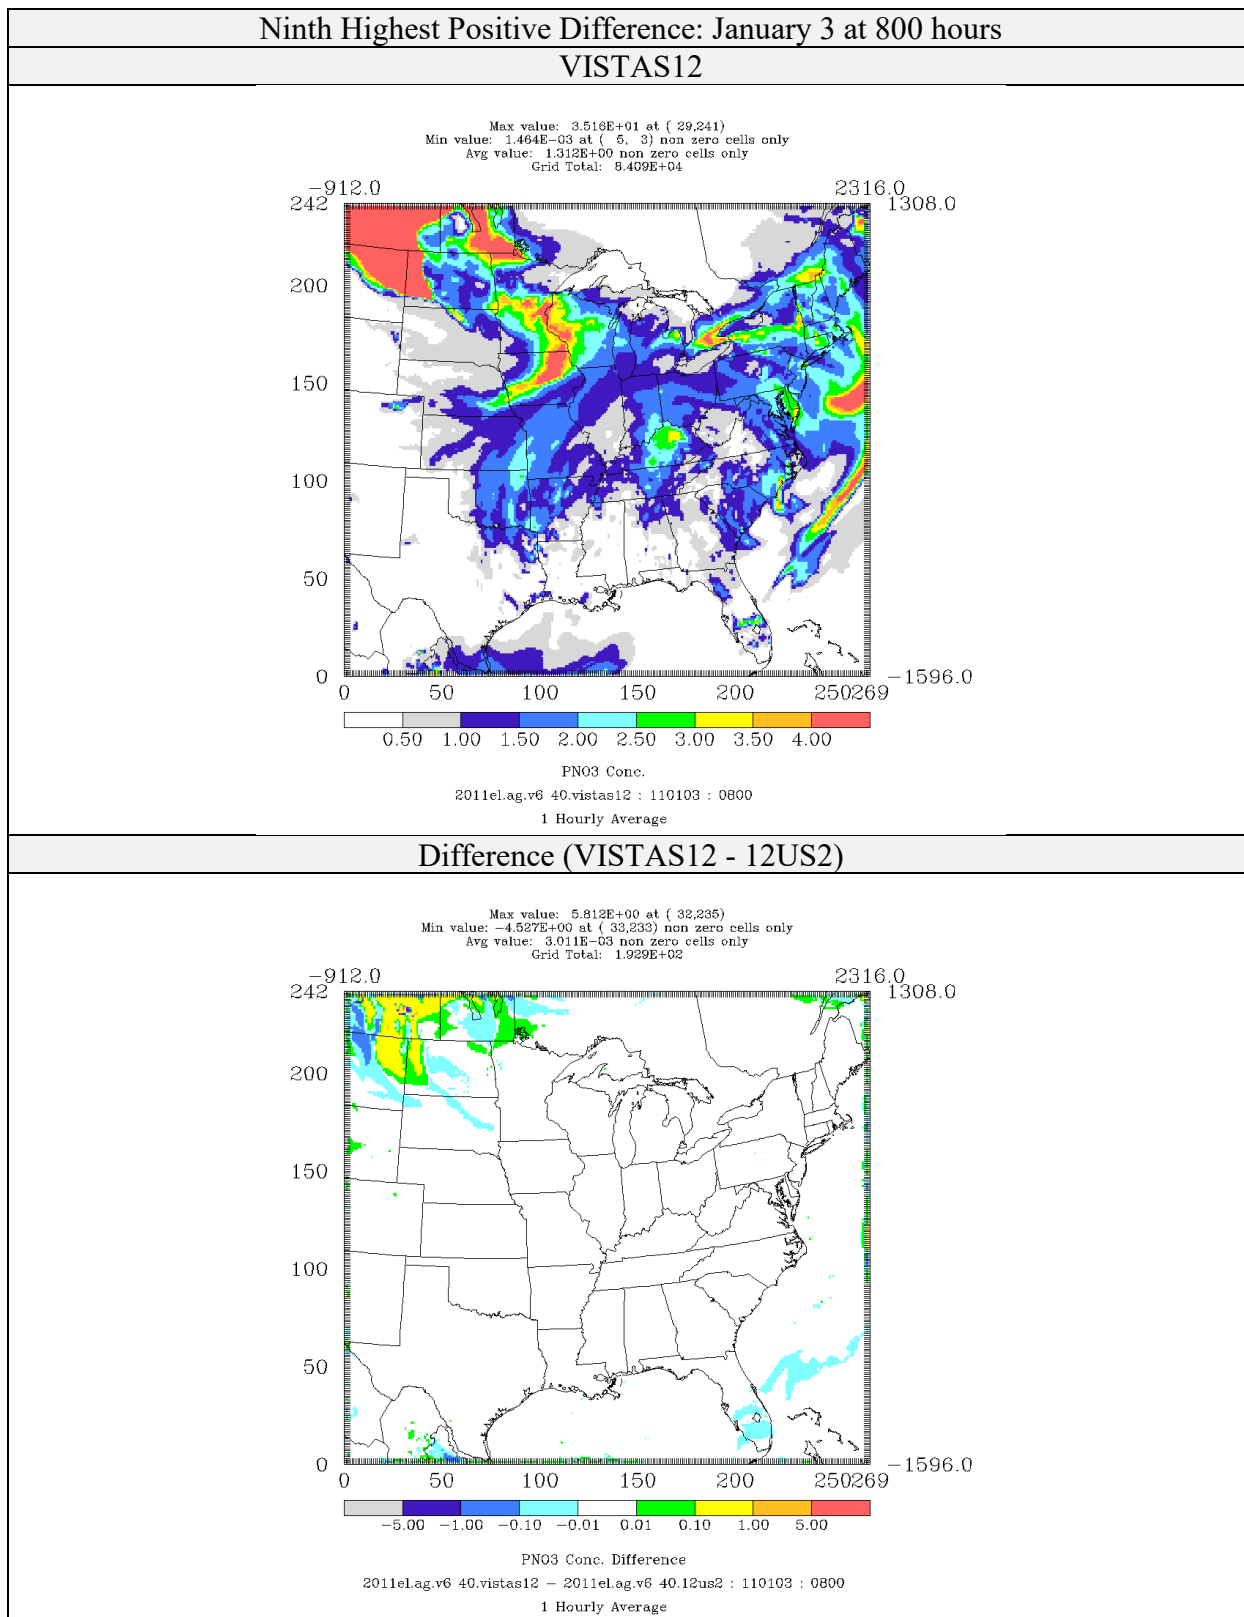 Ninth Highest Positive Difference: January 3 at 800 hours
VISTAS12
Max value: 3.516E+01 at ( 29,241)
Min value: 1.464E-03 at ( 5, 3) non zero cells only
Avg value: 1.312E+00 non zero cells only
Grid Total: 8.409E+04
-912.0 2316.0
242 1308.0
200
150
100
50
0 -1596.0
0 50 100 150 200 250269
0.50 1.00 1.50 2.00 2.50 3.00 3.50 4.00
PNO3 Conc.
2011el.ag.v6 40.vistas12 : 110103 : 0800
1 Hourly Average
Difference (VISTAS12 - 12US2)
Max value: 5.812E+00 at ( 32,235)
Min value: -4.527E+00 at ( 33,233) non zero cells only
Avg value: 3.011E-03 non zero cells only
Grid Total: 1.929E+02
-912.0 2316.0
242 1308.0
200
150
100
50
0 -1596.0
0 50 100 150 200 250269
-5.00 -1.00 -0.10 -0.01 0.01 0.10 1.00 5.00
PNO3 Conc. Difference
2011el.ag.v6 40.vistas12 - 2011el.ag.v6 40.12us2 : 110103 : 0800
1 Hourly Average